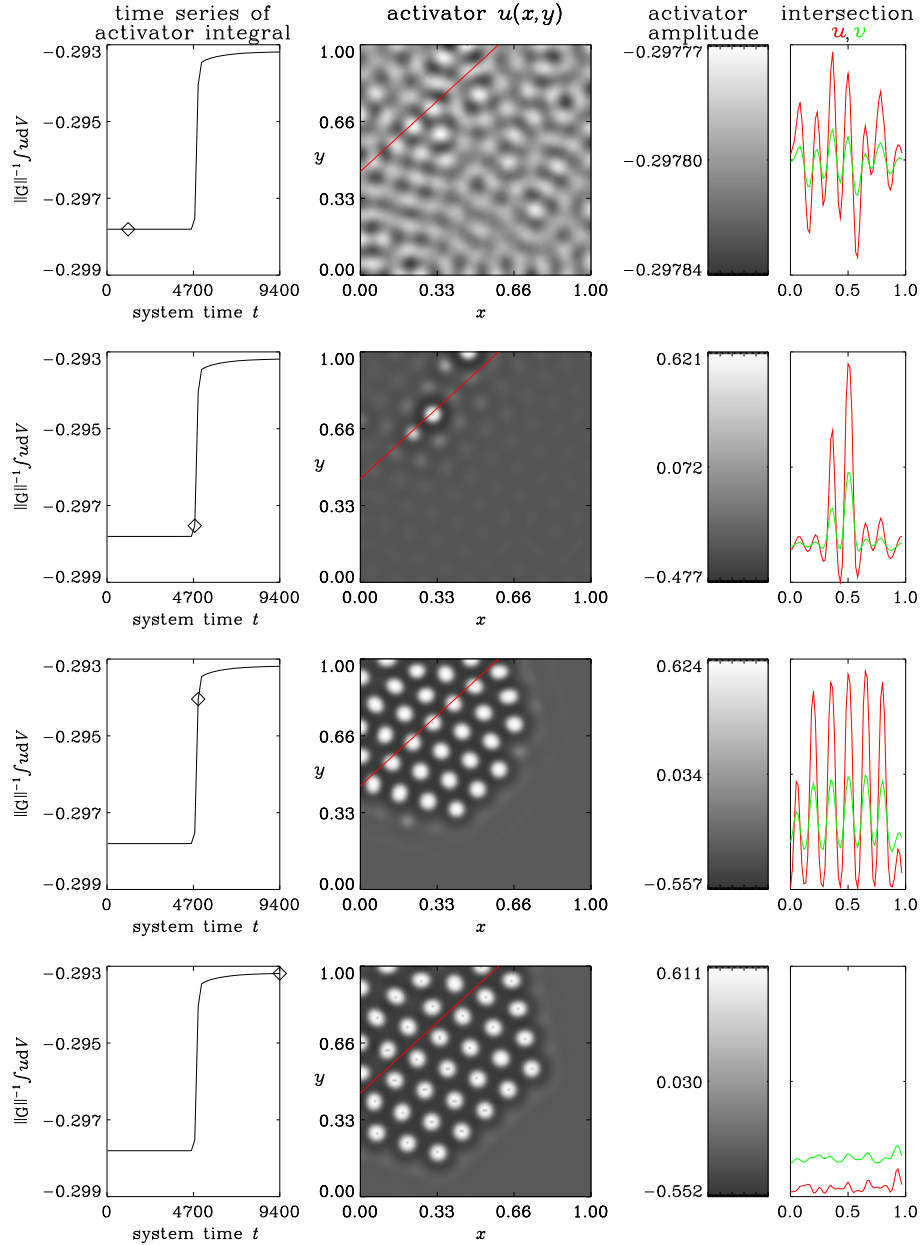 time series of activator integral
activator u(x,y)
activator amplitude
intersection u, v
−0.293
−0.295
−0.297
−0.299
||G||⁻¹∫udV
0 4700 9400
system time t
1.00
0.66
y
0.33
0.00
0.00 0.33 0.66 1.00
x
−0.29777
−0.29780
−0.29784
0.0 0.5 1.0
−0.293
−0.295
−0.297
−0.299
||G||⁻¹∫udV
0 4700 9400
system time t
1.00
0.66
y
0.33
0.00
0.00 0.33 0.66 1.00
x
0.621
0.072
−0.477
0.0 0.5 1.0
−0.293
−0.295
−0.297
−0.299
||G||⁻¹∫udV
0 4700 9400
system time t
1.00
0.66
y
0.33
0.00
0.00 0.33 0.66 1.00
x
0.624
0.034
−0.557
0.0 0.5 1.0
−0.293
−0.295
−0.297
−0.299
||G||⁻¹∫udV
0 4700 9400
system time t
1.00
0.66
y
0.33
0.00
0.00 0.33 0.66 1.00
x
0.611
0.030
−0.552
0.0 0.5 1.0